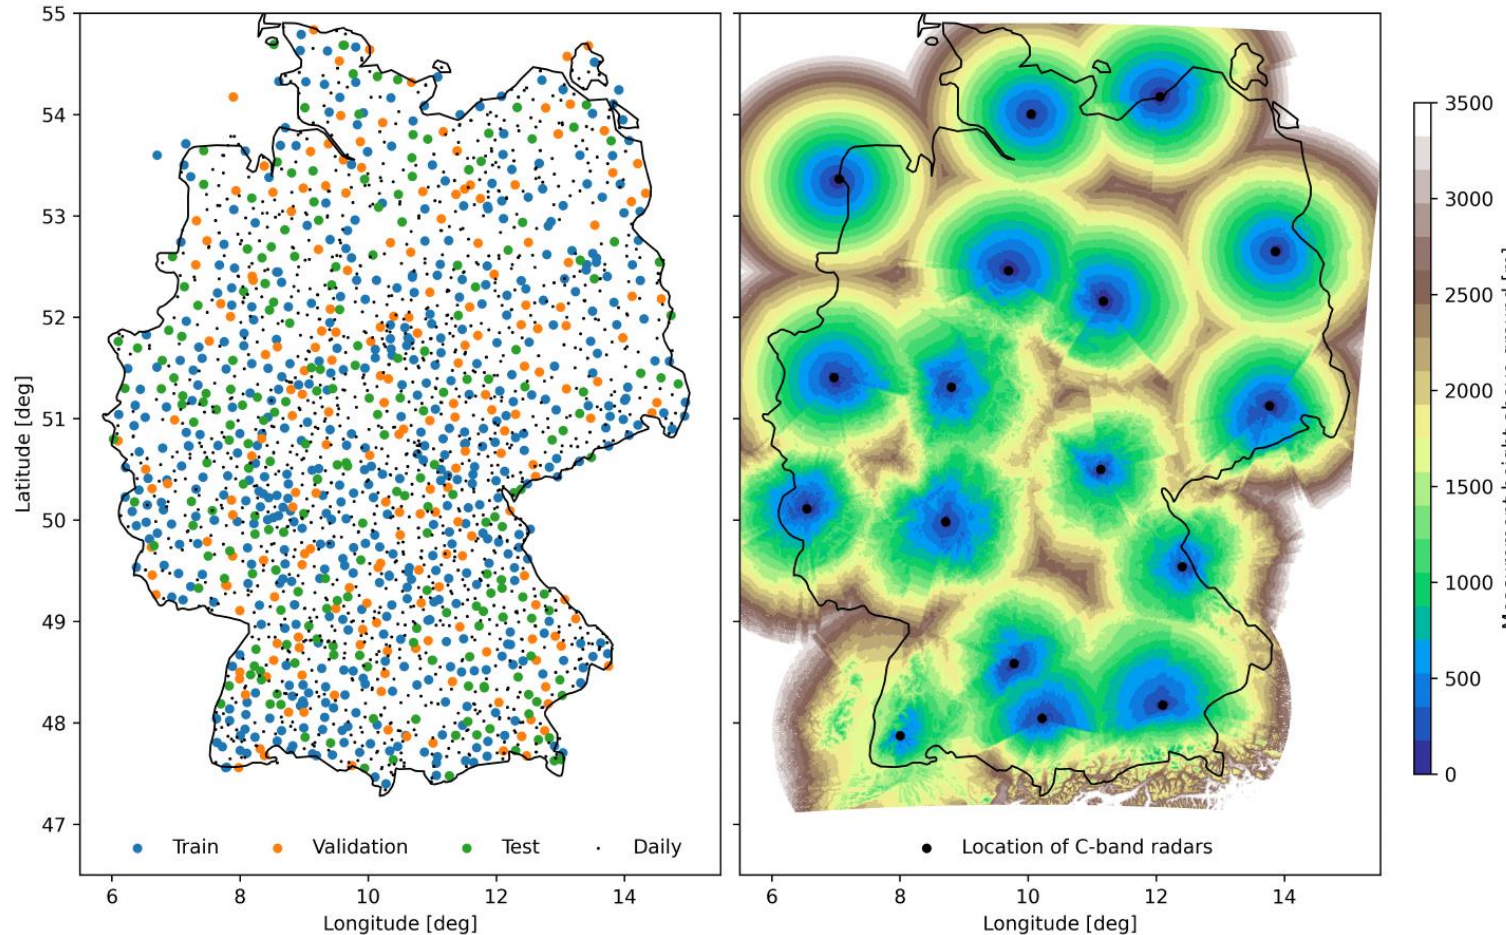 55
54
53
52
51
50
49
48
47
Latitude [deg]
6 8 10 12 14
Longitude [deg]
Train Validation Test Daily
6 8 10 12 14
Longitude [deg]
Location of C-band radars
3500
3000
2500
2000
1500
1000
500
0